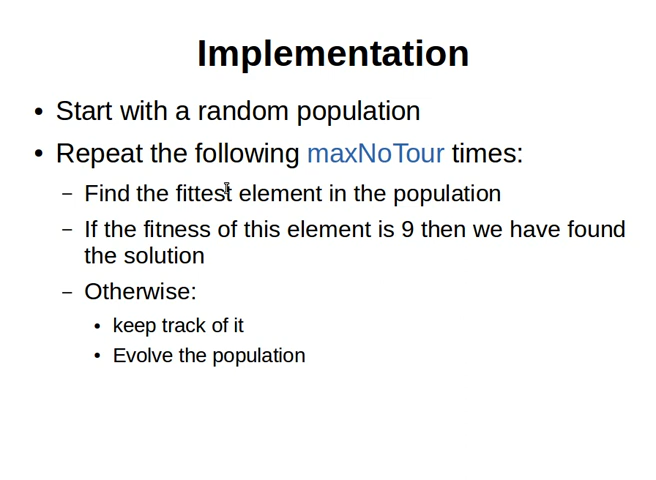 Implementation
• Start with a random population
• Repeat the following maxNoTour times:
– Find the fittest element in the population
– If the fitness of this element is 9 then we have found
the solution
– Otherwise:
• keep track of it
• Evolve the population